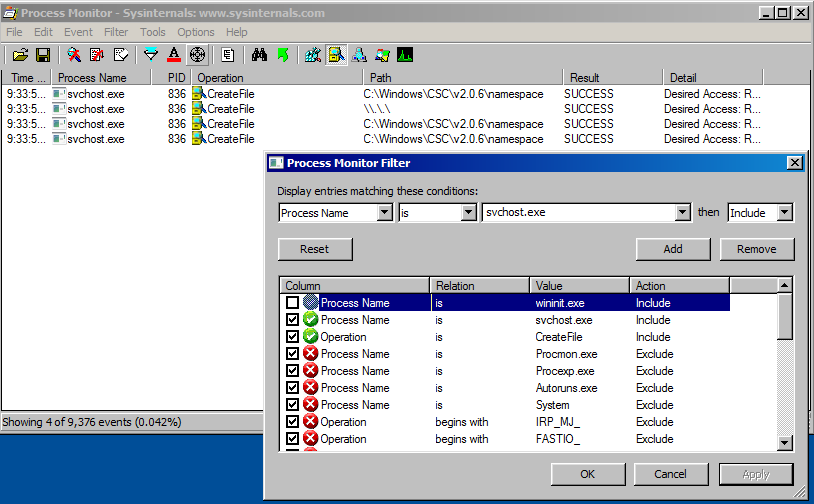 Process Monitor - Sysinternals: www.sysinternals.com
File Edit Event Filter Tools Options Help
Time ... Process Name PID Operation Path Result Detail
9:33:5... svchost.exe 836 CreateFile C:\Windows\CSC\v2.0.6\namespace SUCCESS Desired Access: R...
9:33:5... svchost.exe 836 CreateFile \\.\.\ SUCCESS Desired Access: R...
9:33:5... svchost.exe 836 CreateFile C:\Windows\CSC\v2.0.6\namespace SUCCESS Desired Access: R...
9:33:5... svchost.exe 836 CreateFile C:\Windows\CSC\v2.0.6\namespace SUCCESS Desired Access: R...
Process Monitor Filter
Display entries matching these conditions:
Process Name is svchost.exe then Include
Reset Add Remove
Column Relation Value Action
Process Name is wininit.exe Include
Process Name is svchost.exe Include
Operation is CreateFile Include
Process Name is Procmon.exe Exclude
Process Name is Procexp.exe Exclude
Process Name is Autoruns.exe Exclude
Process Name is System Exclude
Operation begins with IRP_MJ_ Exclude
Operation begins with FASTIO_ Exclude
OK Cancel Apply
Showing 4 of 9,376 events (0.042%)